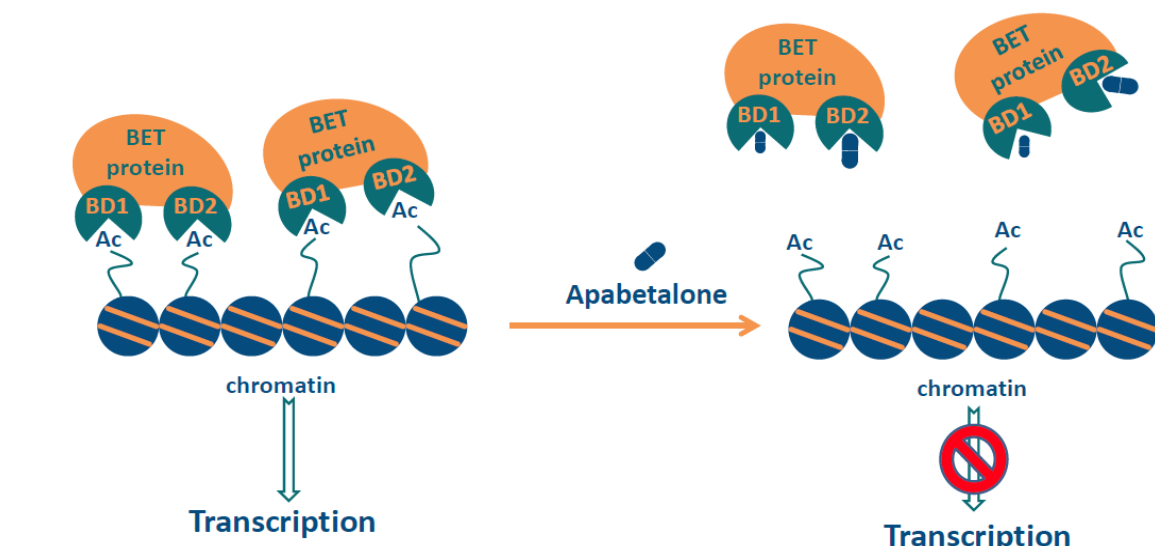 BET
protein
BD1
BD2
Ac
Ac
BET
protein
BD1
BD2
Ac
Ac
chromatin
Transcription
Apabetalone
BET
protein
BD1
BD2
BET
protein
BD1
BD2
Ac
Ac
Ac
Ac
chromatin
Transcription